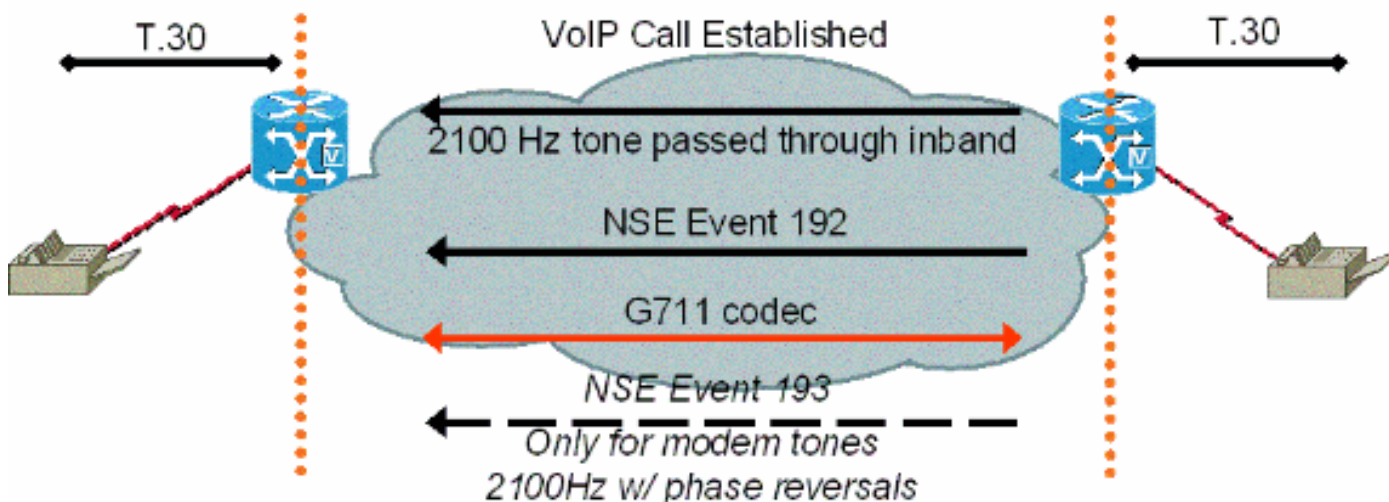 T.30
VoIP Call Established
T.30
2100 Hz tone passed through inband
V
V
NSE Event 192
G711 codec
NSE Event 193
Only for modem tones
2100Hz w/ phase reversals